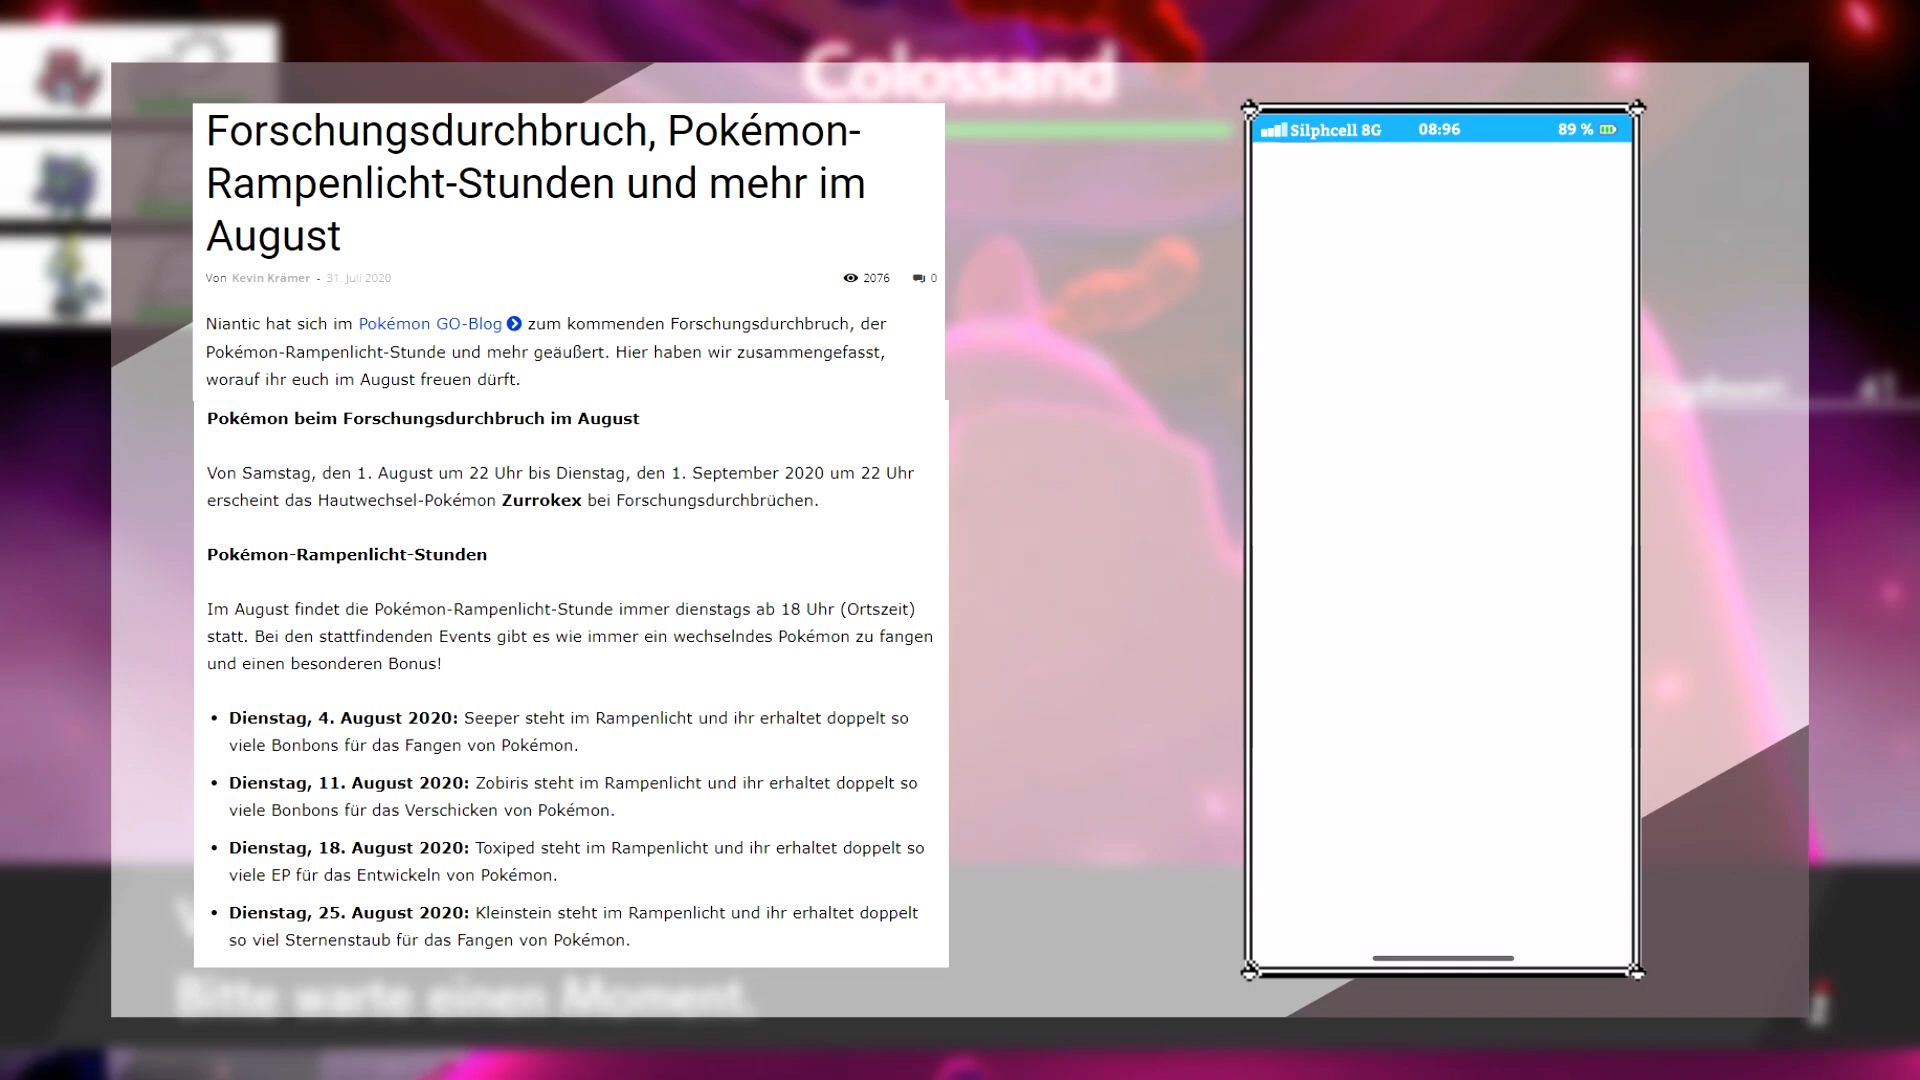 Colossand
Forschungsdurchbruch, Pokémon-
Rampenlicht-Stunden und mehr im
August
Von Kevin Krämer - 31. Juli 2020
2076 0
Niantic hat sich im Pokémon GO-Blog zum kommenden Forschungsdurchbruch, der
Pokémon-Rampenlicht-Stunde und mehr geäußert. Hier haben wir zusammengefasst,
worauf ihr euch im August freuen dürft.
Pokémon beim Forschungsdurchbruch im August
Von Samstag, den 1. August um 22 Uhr bis Dienstag, den 1. September 2020 um 22 Uhr
erscheint das Hautwechsel-Pokémon Zurrokex bei Forschungsdurchbrüchen.
Pokémon-Rampenlicht-Stunden
Im August findet die Pokémon-Rampenlicht-Stunde immer dienstags ab 18 Uhr (Ortszeit)
statt. Bei den stattfindenden Events gibt es wie immer ein wechselndes Pokémon zu fangen
und einen besonderen Bonus!
• Dienstag, 4. August 2020: Seeper steht im Rampenlicht und ihr erhaltet doppelt so
viele Bonbons für das Fangen von Pokémon.
• Dienstag, 11. August 2020: Zobiris steht im Rampenlicht und ihr erhaltet doppelt so
viele Bonbons für das Verschicken von Pokémon.
• Dienstag, 18. August 2020: Toxiped steht im Rampenlicht und ihr erhaltet doppelt so
viele EP für das Entwickeln von Pokémon.
• Dienstag, 25. August 2020: Kleinstein steht im Rampenlicht und ihr erhaltet doppelt
so viel Sternenstaub für das Fangen von Pokémon.
Bitte warte einen Moment.
Silphcell 8G 08:96 89 %